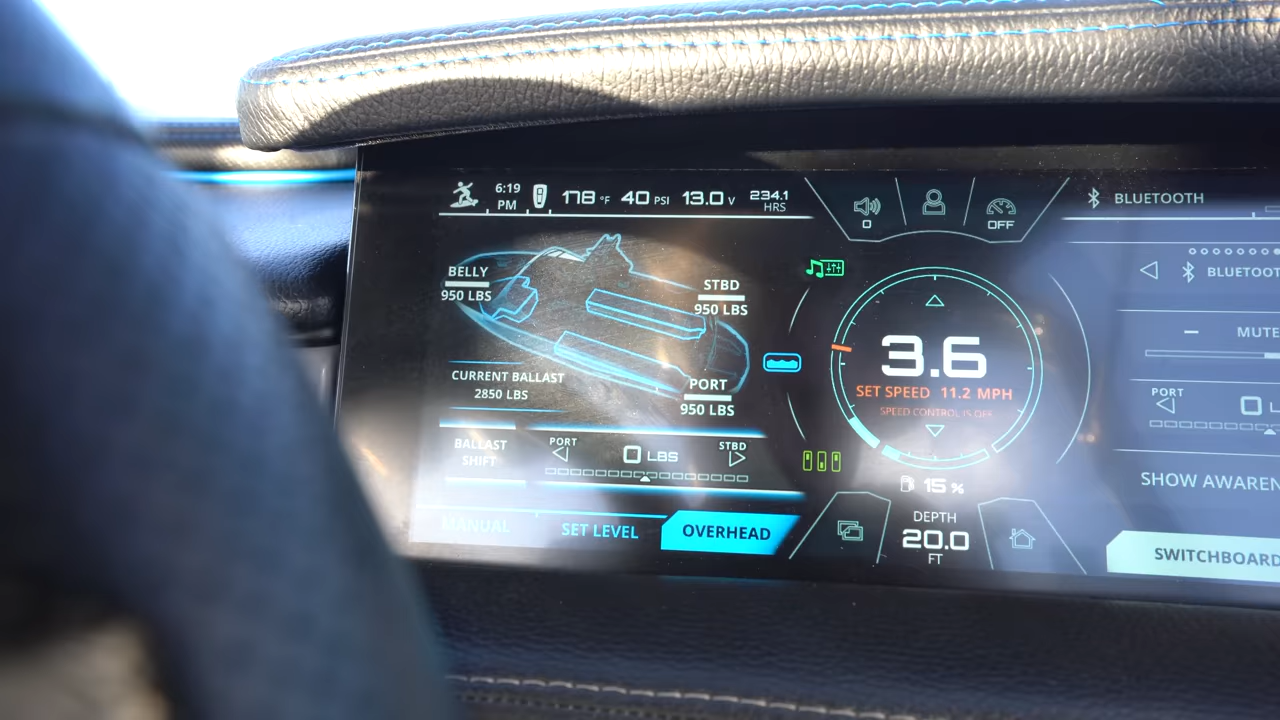 6:19
PM
178 °F 40 PSI 13.0 V 234.1
HRS
0
OFF
BLUETOOTH
BELLY
950 LBS
STBD
950 LBS
PORT
950 LBS
CURRENT BALLAST
2850 LBS
BALLAST
SHIFT
PORT
0 LBS
STBD
MANUAL
SET LEVEL
OVERHEAD
3.6
SET SPEED 11.2 MPH
SPEED CONTROL IS OFF
15 %
DEPTH
20.0
FT
BLUETOOT
MUTE
PORT
0 L
SHOW AWAREN
SWITCHBOARD